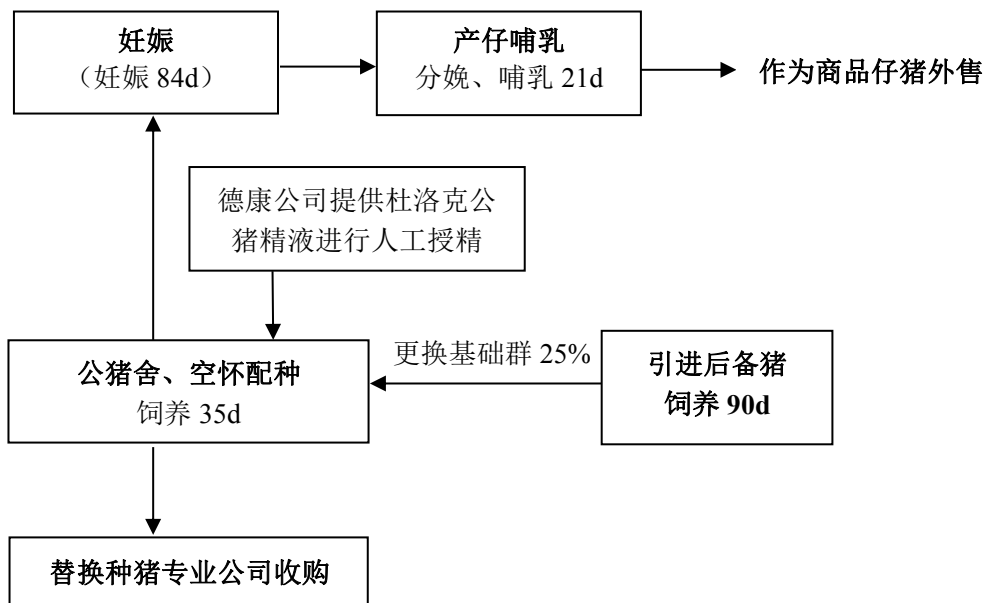 妊娠
（妊娠 84d）
产仔哺乳
分娩、哺乳 21d
作为商品仔猪外售
德康公司提供杜洛克公
猪精液进行人工授精
公猪舍、空怀配种
饲养 35d
更换基础群 25%
引进后备猪
饲养 90d
替换种猪专业公司收购